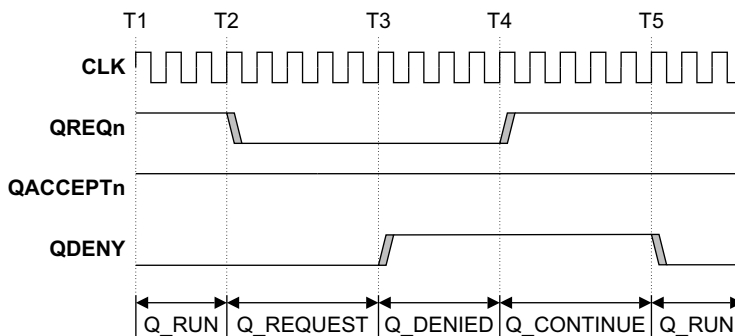 T1 T2 T3 T4 T5
CLK
QREQn
QACCEPTn
QDENY
Q_RUN Q_REQUEST Q_DENIED Q_CONTINUE Q_RUN